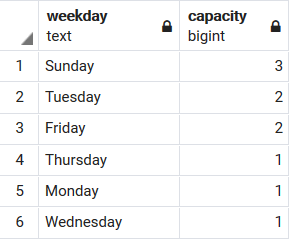 weekday capacity
text bigint
1 Sunday 3
2 Tuesday 2
3 Friday 2
4 Thursday 1
5 Monday 1
6 Wednesday 1